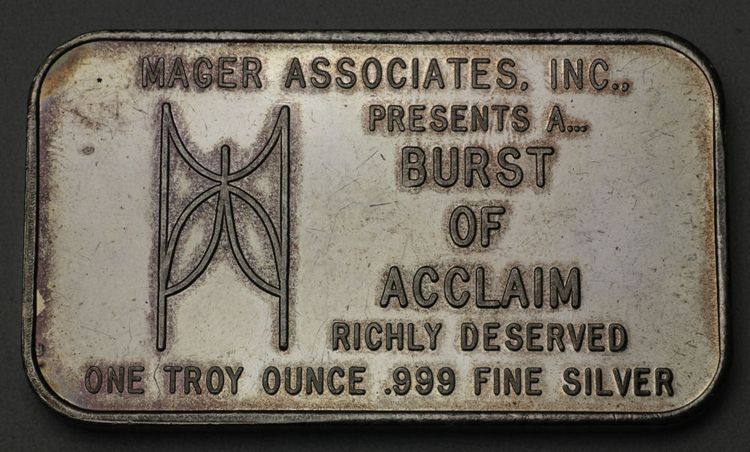 MAGER ASSOCIATES, INC.,
PRESENTS A...
BURST
OF
ACCLAIM
RICHLY DESERVED
ONE TROY OUNCE .999 FINE SILVER